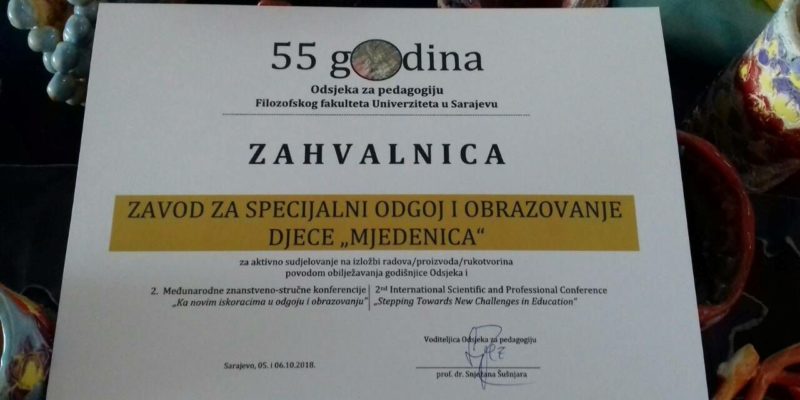 55 godina
Odsjeka za pedagogiju
Filozofskog fakulteta Univerziteta u Sarajevu
ZAHVALNICA
ZAVOD ZA SPECIJALNI ODGOJ I OBRAZOVANJE
DJECE „MJEDENICA“
za aktivno sudjelovanje na izložbi radova/proizvoda/rukotvorina
povodom obilježavanja godišnjice Odsjeka i
2. Međunarodne znanstveno-stručne konferencije | 2nd International Scientific and Professional Conference
„Ka novim iskoracima u odgoju i obrazovanju“ | „Stepping Towards New Challenges in Education“
Voditeljica Odsjeka za pedagogiju
Sarajevo, 05. i 06.10.2018.
prof. dr. Snježana Šušnjara